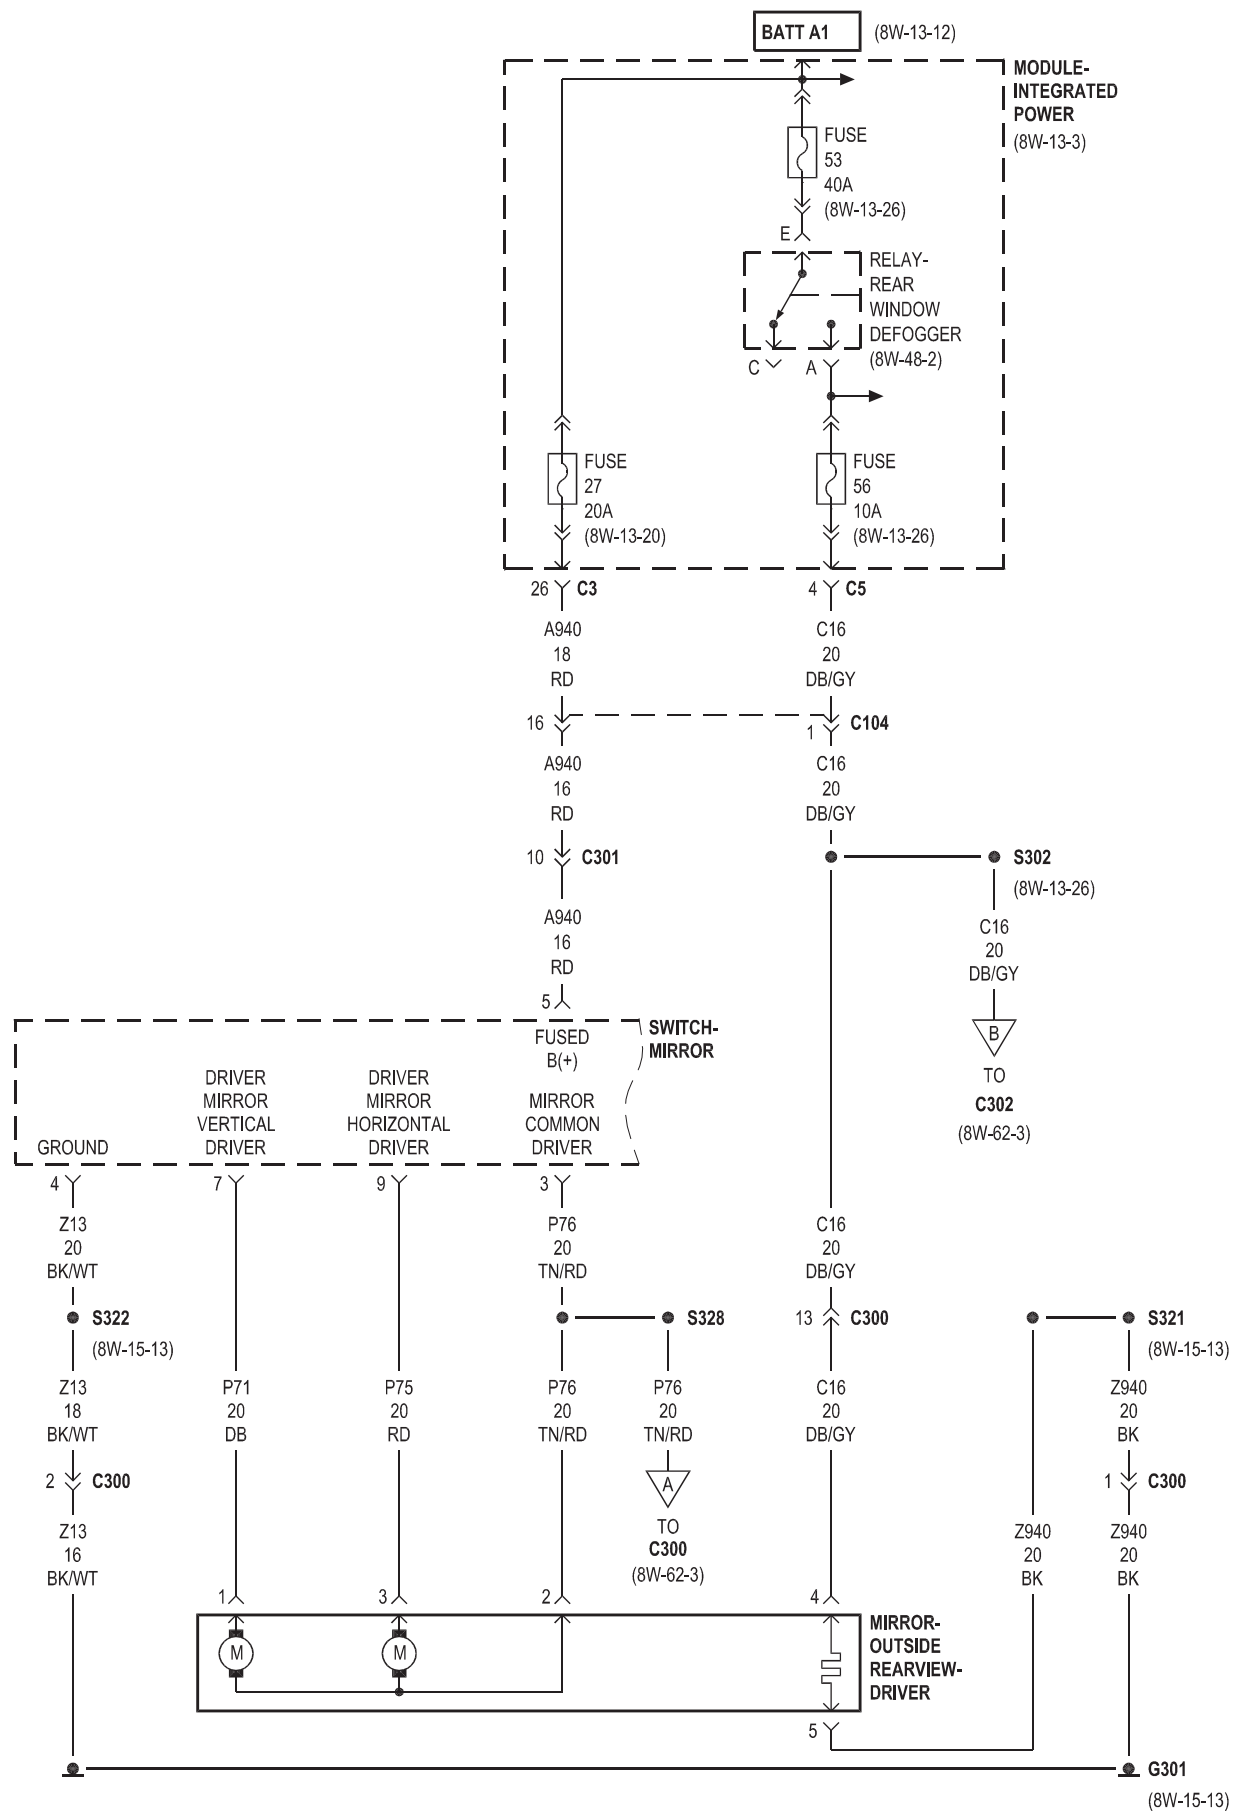 BATT A1
(8W-13-12)
MODULE-
INTEGRATED
POWER
(8W-13-3)
FUSE
53
40A
(8W-13-26)
E
RELAY-
REAR
WINDOW
DEFOGGER
(8W-48-2)
C
A
FUSE
27
20A
(8W-13-20)
FUSE
56
10A
(8W-13-26)
26
C3
4
C5
A940
18
RD
C16
20
DB/GY
16
1
C104
A940
16
RD
C16
20
DB/GY
10
C301
S302
(8W-13-26)
A940
16
RD
C16
20
DB/GY
5
B
TO
C302
(8W-62-3)
SWITCH-
MIRROR
FUSED
B(+)
GROUND
DRIVER
MIRROR
VERTICAL
DRIVER
DRIVER
MIRROR
HORIZONTAL
DRIVER
MIRROR
COMMON
DRIVER
4
7
9
3
Z13
20
BK/WT
P76
20
TN/RD
C16
20
DB/GY
S322
(8W-15-13)
S328
13
C300
S321
(8W-15-13)
Z13
18
BK/WT
P71
20
DB
P75
20
RD
P76
20
TN/RD
P76
20
TN/RD
C16
20
DB/GY
Z940
20
BK
2
C300
A
TO
C300
(8W-62-3)
1
C300
Z13
16
BK/WT
Z940
20
BK
Z940
20
BK
1
3
2
4
M
M
MIRROR-
OUTSIDE
REARVIEW-
DRIVER
5
G301
(8W-15-13)